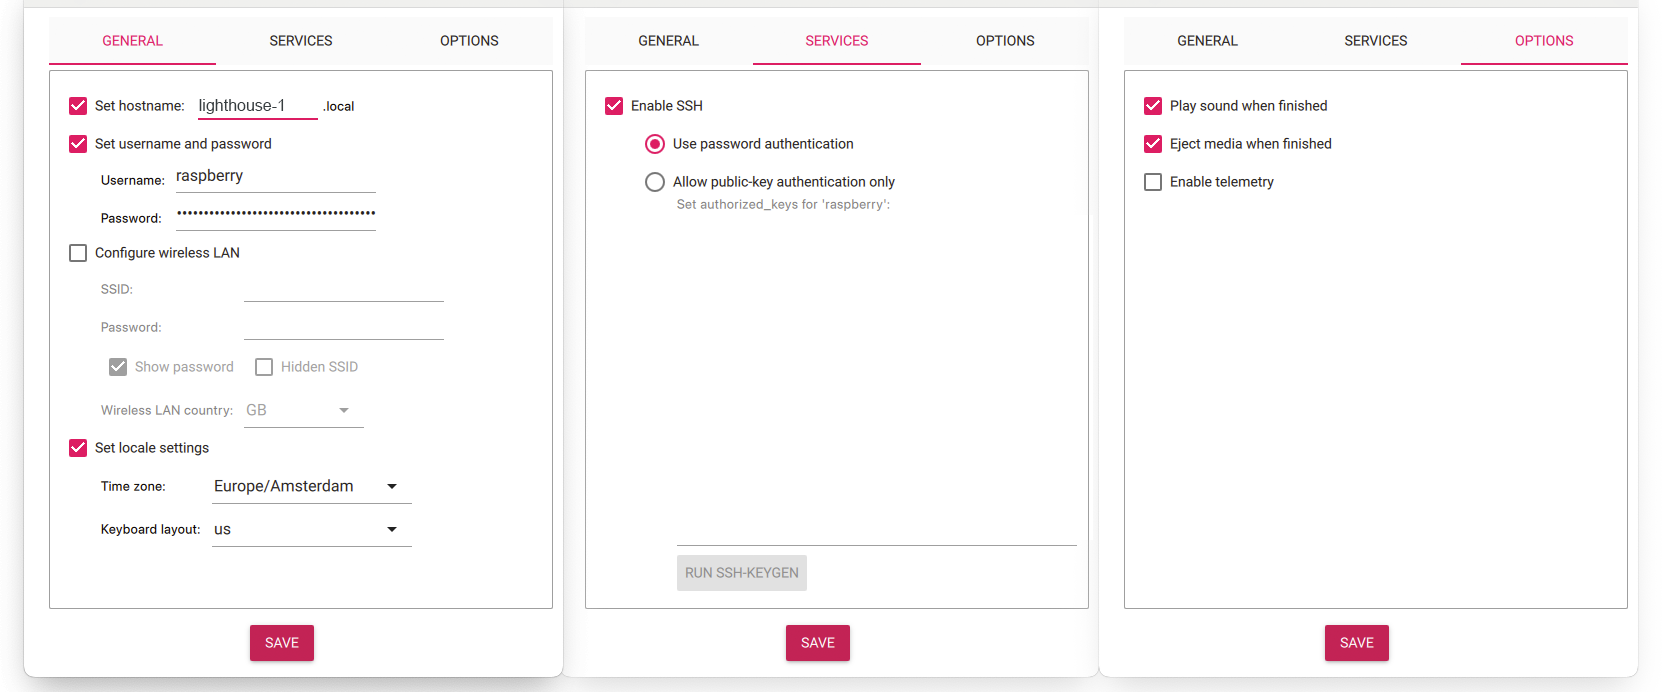 GENERAL SERVICES OPTIONS
Set hostname: lighthouse-1 .local
Set username and password
Username: raspberry
Password: •••••••••••••••••••••••••••••••••••••
Configure wireless LAN
SSID:
Password:
Show password Hidden SSID
Wireless LAN country: GB
Set locale settings
Time zone: Europe/Amsterdam
Keyboard layout: us
SAVE
GENERAL SERVICES OPTIONS
Enable SSH
Use password authentication
Allow public-key authentication only
Set authorized_keys for 'raspberry':
RUN SSH-KEYGEN
SAVE
GENERAL SERVICES OPTIONS
Play sound when finished
Eject media when finished
Enable telemetry
SAVE